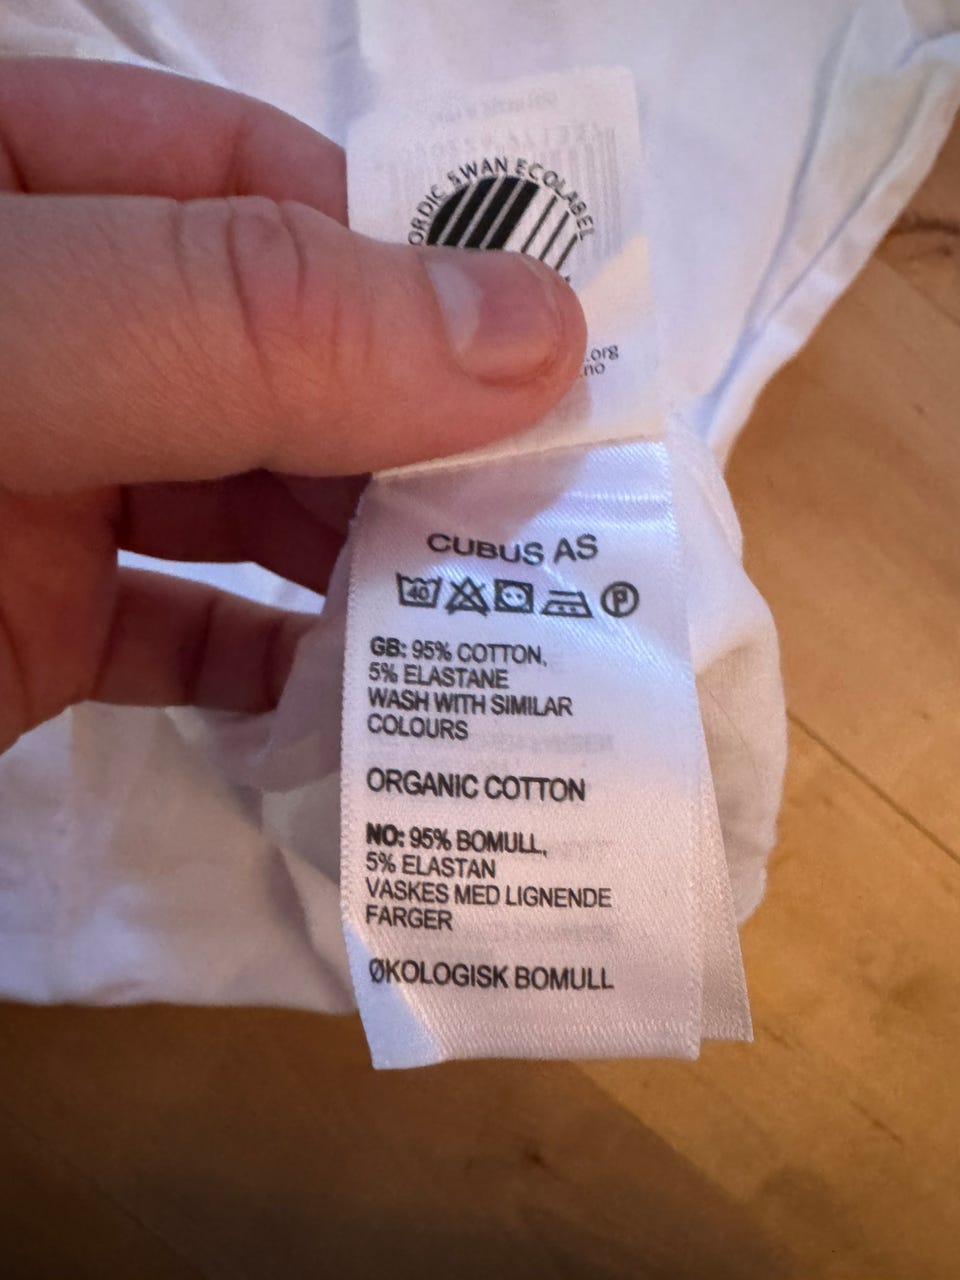 SWAN ECOLABEL
.org
.no
CUBUS AS
40 P
GB: 95% COTTON,
5% ELASTANE
WASH WITH SIMILAR
COLOURS
ORGANIC COTTON
NO: 95% BOMULL,
5% ELASTAN
VASKES MED LIGNENDE
FARGER
ØKOLOGISK BOMULL